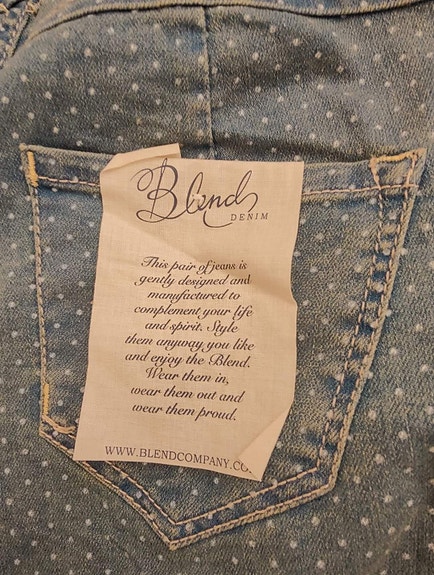 Blend
DENIM
This pair of jeans is
gently designed and
manufactured to
complement your life
and spirit. Style
them anyway you like
and enjoy the Blend.
Wear them in,
wear them out and
wear them proud.
WWW.BLENDCOMPANY.CO